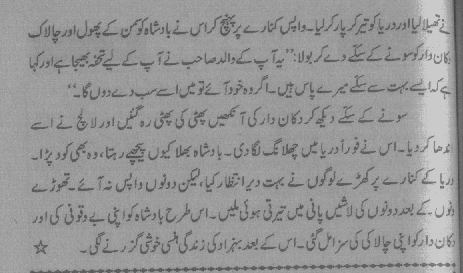 نے تھیلا لیا اور دریا کو تیر کر پار کر لیا۔ واپس کنارے پر پہنچ کر اس نے بادشاہ کو سمن کے پھول اور چالاک
دکان دار کو سونے کے سکّے دے کر بولا: ”یہ آپ کے والد صاحب نے آپ کے لیے تحفہ بھیجا ہے اور کہا
ہے کہ ایسے بہت سے سکّے میرے پاس ہیں۔ اگر وہ خود آئے تو میں اسے سب دے دوں گا۔“
سونے کے سکّے دیکھ کر دکان دار کی آنکھیں پھٹی کی پھٹی رہ گئیں اور لالچ نے اسے
ندھا کر دیا۔ اس نے فوراً دریا میں چھلانگ لگا دی۔ بادشاہ بھلا کیوں پیچھے رہتا، وہ بھی کود پڑا۔
دریا کے کنارے پر کھڑے لوگوں نے بہت دیر انتظار کیا، لیکن دونوں واپس نہ آئے۔ تھوڑے
دنوں کے بعد دونوں کی لاشیں پانی میں تیرتی ہوئی ملیں۔ اس طرح بادشاہ کو اپنی بے وقوفی کی اور
دکان دار کو اپنی چالاکی کی سزا مل گئی۔ اس کے بعد بہزاد کی زندگی ہنسی خوشی گزرنے لگی۔ ☆